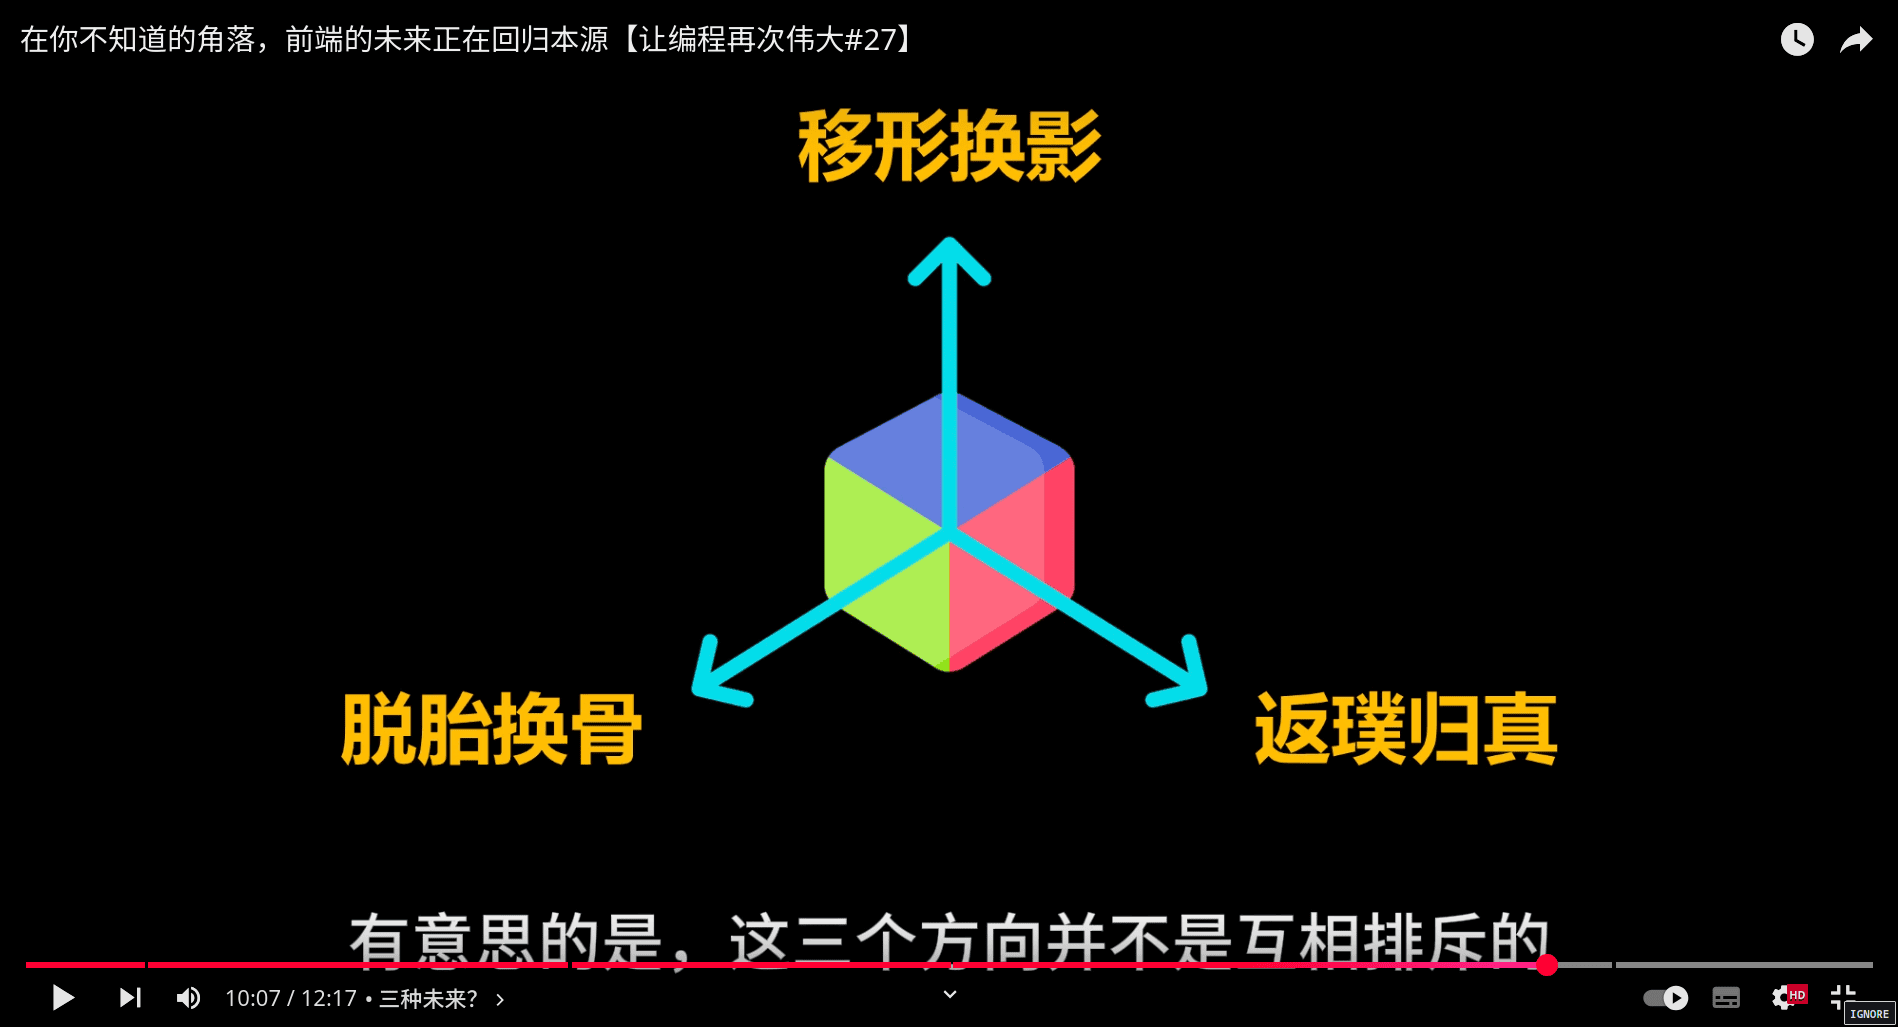 在你不知道的角落，前端的未来正在回归本源【让编程再次伟大#27】
移形换影
脱胎换骨
返璞归真
有意思的是，这三个方向并不是互相排斥的
10:07 / 12:17 • 三种未来？
HD
IGNORE